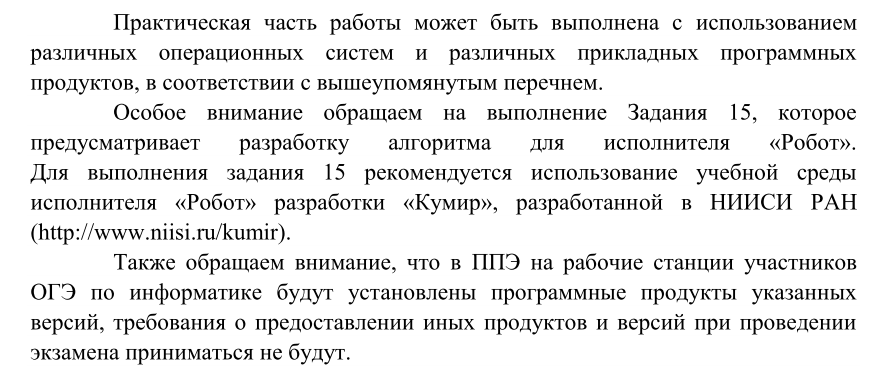 Практическая часть работы может быть выполнена с использованием
различных операционных систем и различных прикладных программных
продуктов, в соответствии с вышеупомянутым перечнем.
Особое внимание обращаем на выполнение Задания 15, которое
предусматривает разработку алгоритма для исполнителя «Робот».
Для выполнения задания 15 рекомендуется использование учебной среды
исполнителя «Робот» разработки «Кумир», разработанной в НИИСИ РАН
(http://www.niisi.ru/kumir).
Также обращаем внимание, что в ППЭ на рабочие станции участников
ОГЭ по информатике будут установлены программные продукты указанных
версий, требования о предоставлении иных продуктов и версий при проведении
экзамена приниматься не будут.